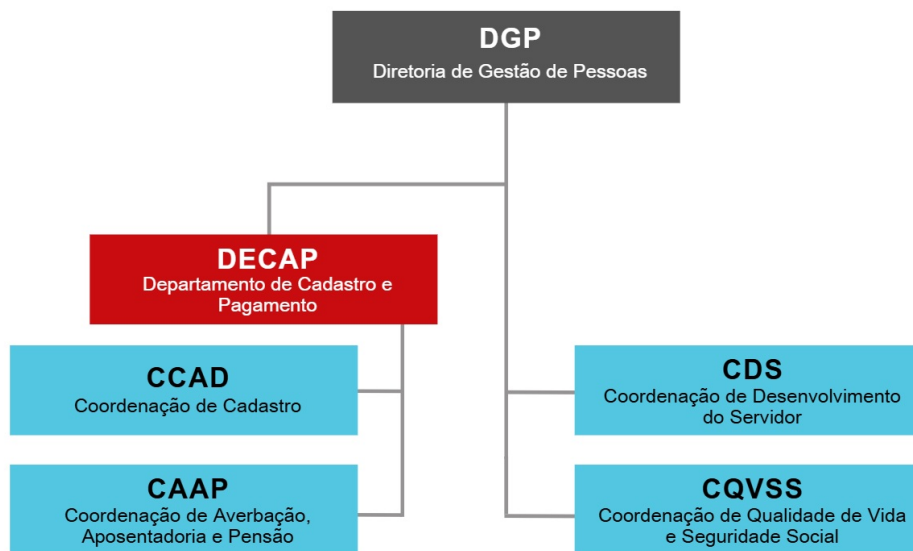 DGP
Diretoria de Gestão de Pessoas
DECAP
Departamento de Cadastro e
Pagamento
CCAD
Coordenação de Cadastro
CDS
Coordenação de Desenvolvimento
do Servidor
CAAP
Coordenação de Averbação,
Aposentadoria e Pensão
CQVSS
Coordenação de Qualidade de Vida
e Seguridade Social